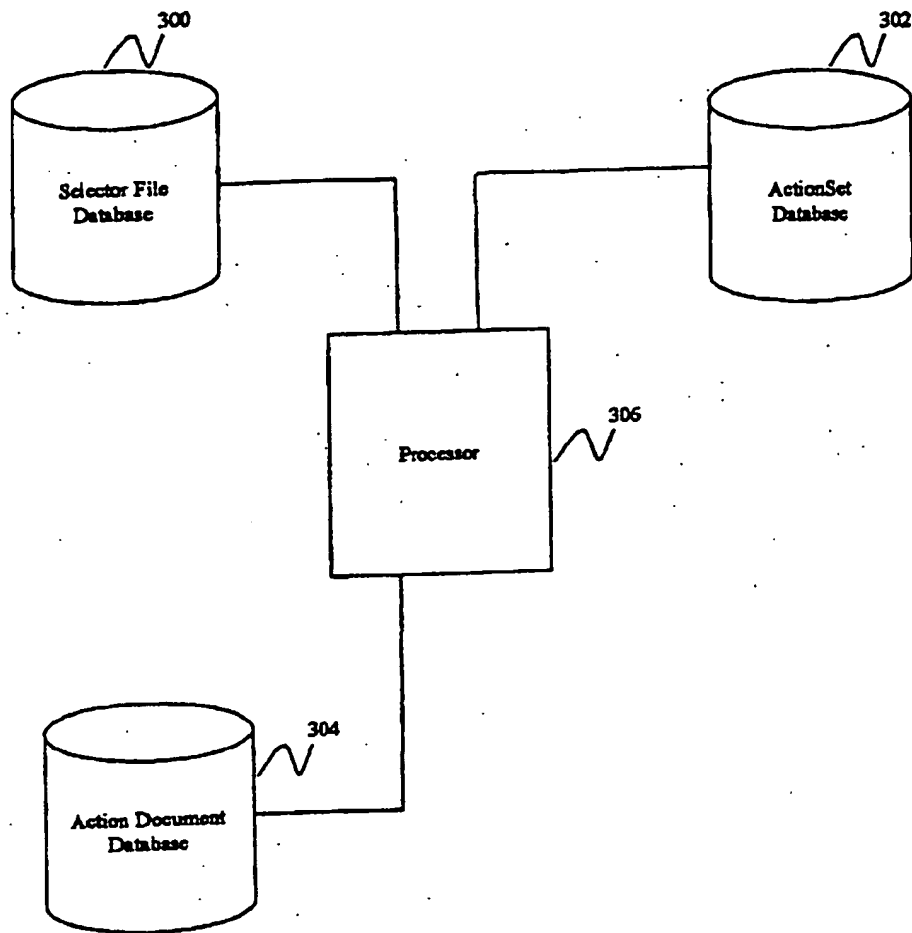 300
302
Selector File
Database
ActionSet
Database
306
Processor
304
Action Document
Database